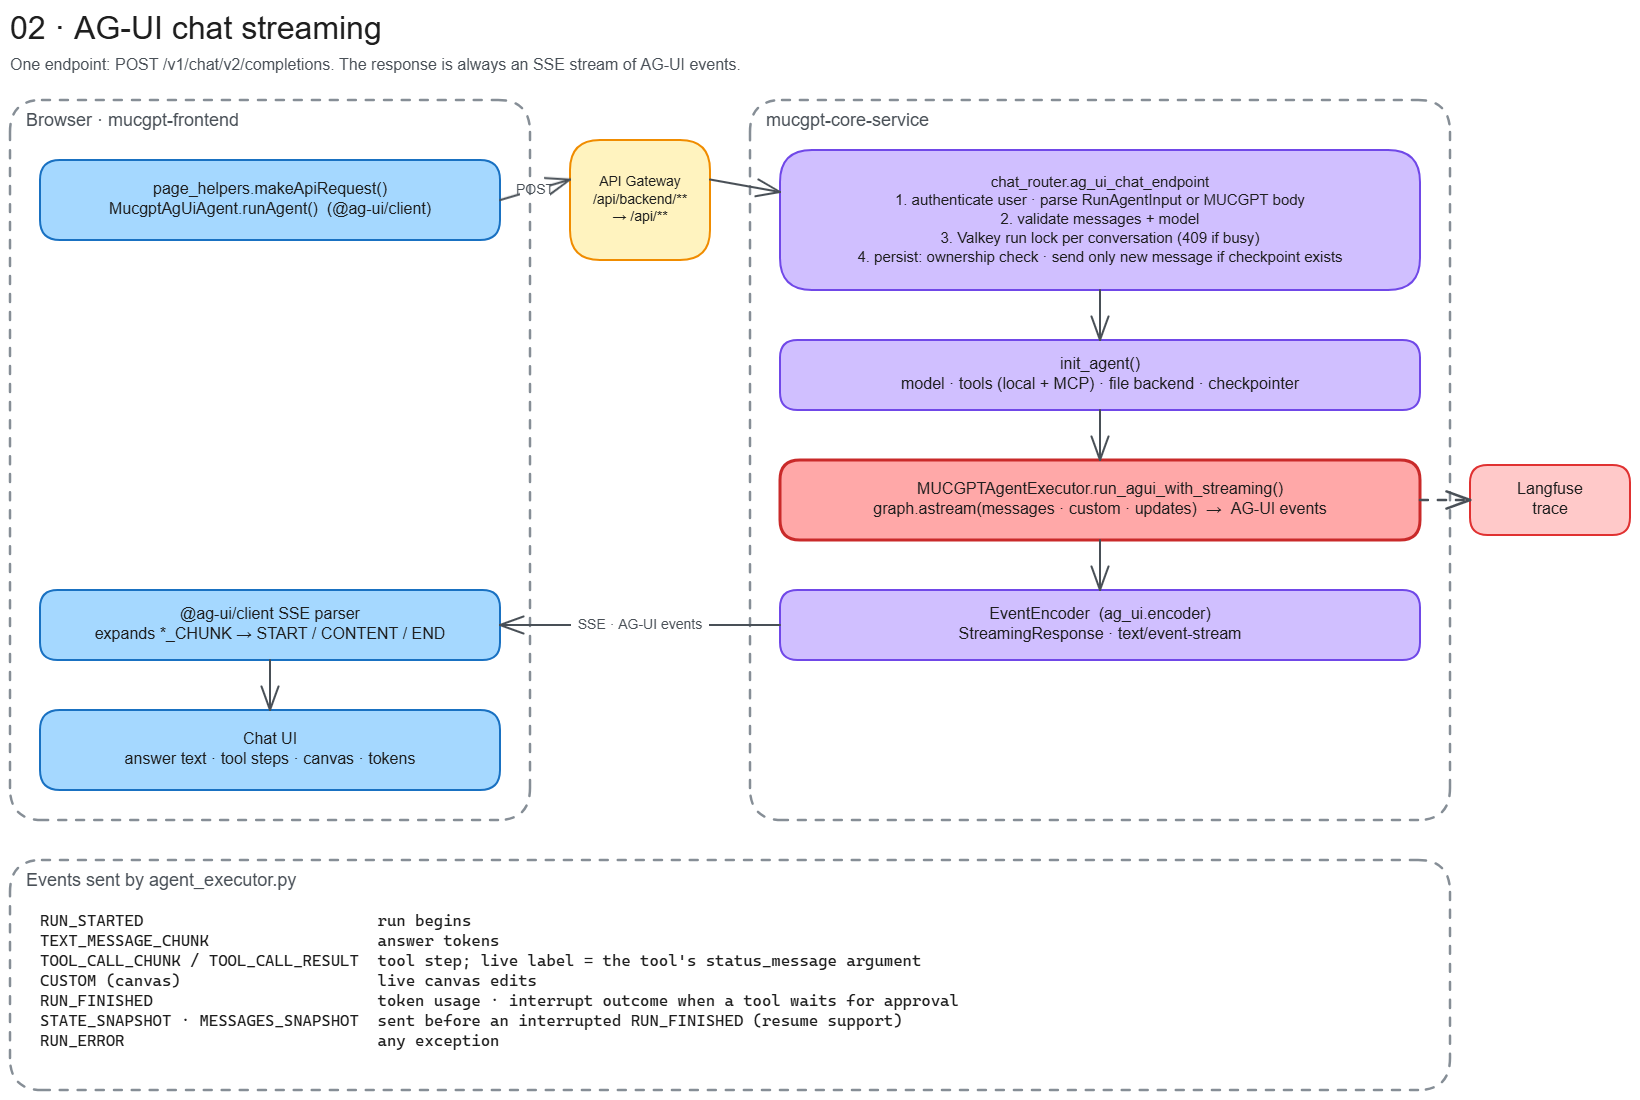 02 · AG-UI chat streaming
One endpoint: POST /v1/chat/v2/completions. The response is always an SSE stream of AG-UI events.
Browser · mucgpt-frontend
page_helpers.makeApiRequest()
MucgptAgUiAgent.runAgent()  (@ag-ui/client)
POST
API Gateway
/api/backend/**
→ /api/**
mucgpt-core-service
chat_router.ag_ui_chat_endpoint
1. authenticate user · parse RunAgentInput or MUCGPT body
2. validate messages + model
3. Valkey run lock per conversation (409 if busy)
4. persist: ownership check · send only new message if checkpoint exists
init_agent()
model · tools (local + MCP) · file backend · checkpointer
MUCGPTAgentExecutor.run_agui_with_streaming()
graph.astream(messages · custom · updates)  →  AG-UI events
Langfuse
trace
EventEncoder  (ag_ui.encoder)
StreamingResponse · text/event-stream
SSE · AG-UI events
@ag-ui/client SSE parser
expands *_CHUNK → START / CONTENT / END
Chat UI
answer text · tool steps · canvas · tokens
Events sent by agent_executor.py
RUN_STARTED                        run begins
TEXT_MESSAGE_CHUNK                 answer tokens
TOOL_CALL_CHUNK / TOOL_CALL_RESULT  tool step; live label = the tool's status_message argument
CUSTOM (canvas)                    live canvas edits
RUN_FINISHED                       token usage · interrupt outcome when a tool waits for approval
STATE_SNAPSHOT · MESSAGES_SNAPSHOT  sent before an interrupted RUN_FINISHED (resume support)
RUN_ERROR                          any exception